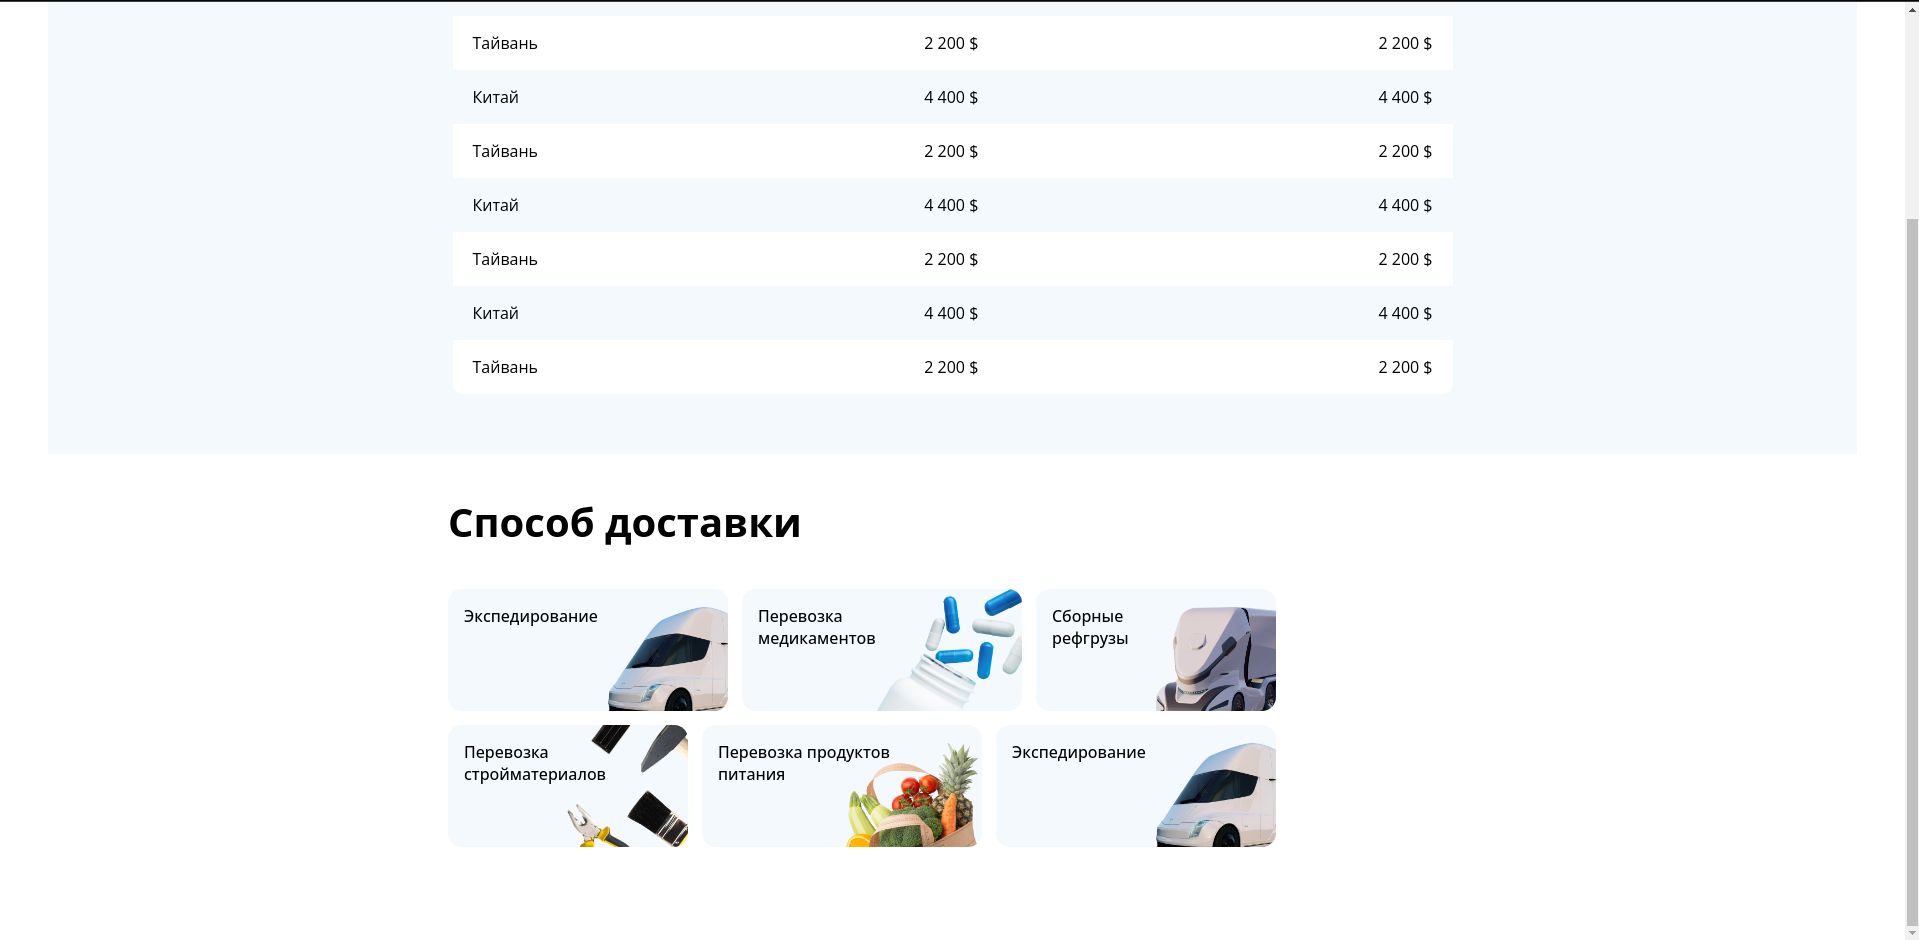 Тайвань 2 200 $ 2 200 $
Китай 4 400 $ 4 400 $
Тайвань 2 200 $ 2 200 $
Китай 4 400 $ 4 400 $
Тайвань 2 200 $ 2 200 $
Китай 4 400 $ 4 400 $
Тайвань 2 200 $ 2 200 $
Способ доставки
Экспедирование
Перевозка
медикаментов
Сборные
рефгрузы
Перевозка
стройматериалов
Перевозка продуктов
питания
Экспедирование